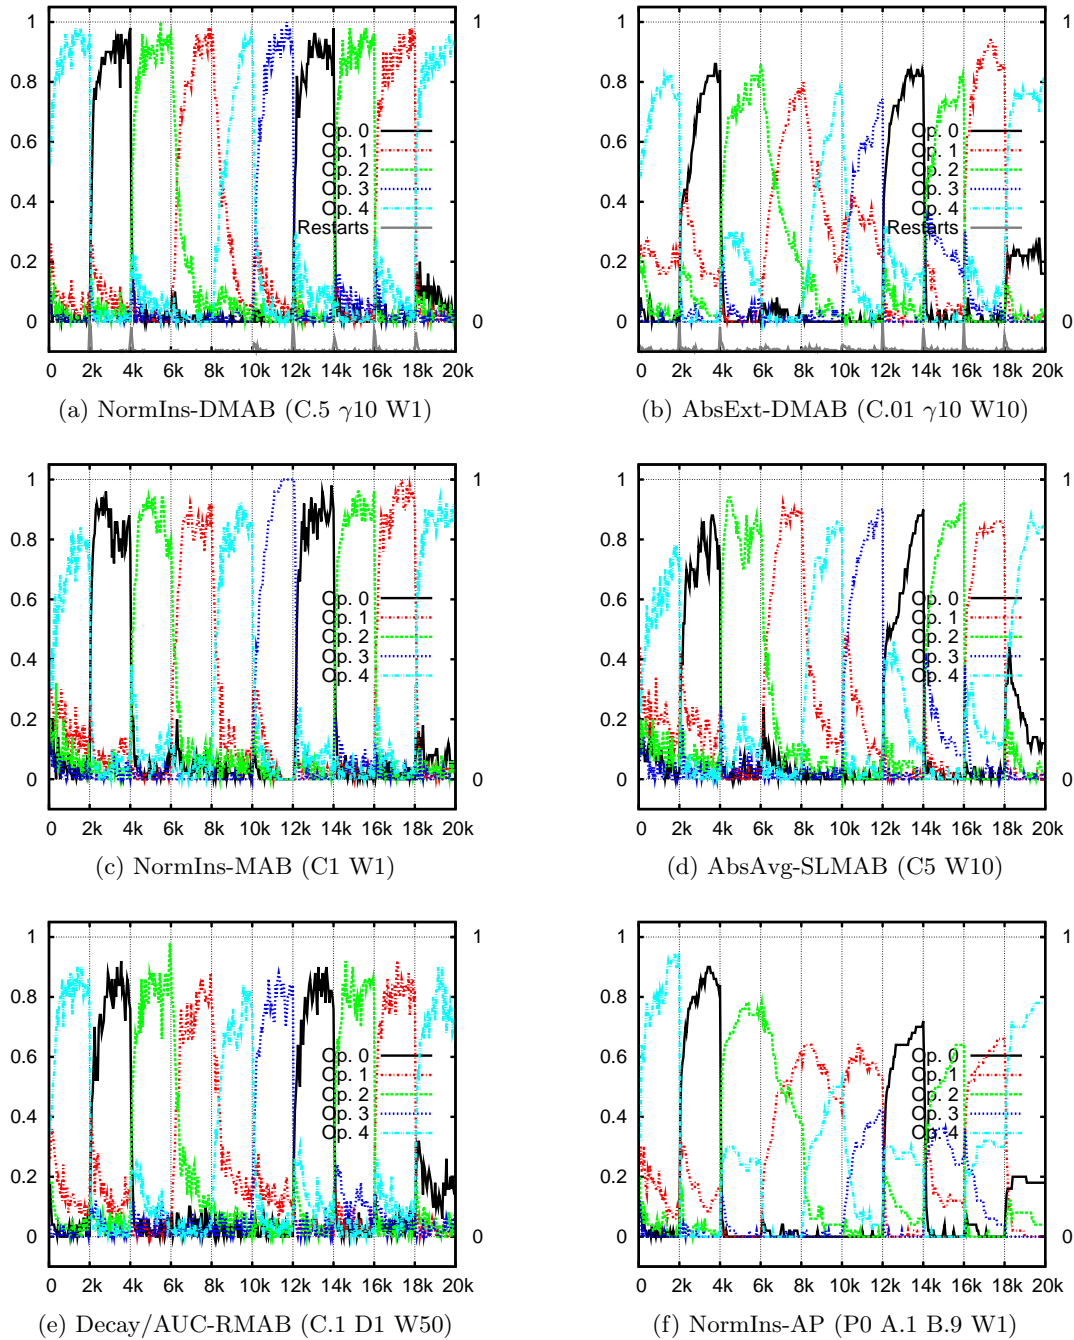 1 1
0.8
0.6
Op. 0
Op. 1
0.4
Op. 2
Op. 3
Op. 4
Restarts
0.2
0 0
2k 4k 6k 8k 10k 12k 14k 16k 18k 20k
(a) NormIns-DMAB (C.5 γ10 W1)
1 1
0.8
0.6
Op. 0
Op. 1
0.4
Op. 2
Op. 3
Op. 4
Restarts
0.2
0 0
2k 4k 6k 8k 10k 12k 14k 16k 18k 20k
(b) AbsExt-DMAB (C.01 γ10 W10)
1 1
0.8
0.6
Op. 0
Op. 1
0.4
Op. 2
Op. 3
Op. 4
0.2
0 0
0 2k 4k 6k 8k 10k 12k 14k 16k 18k 20k
(c) NormIns-MAB (C1 W1)
1 1
0.8
0.6
Op. 0
Op. 1
0.4
Op. 2
Op. 3
Op. 4
0.2
0 0
0 2k 4k 6k 8k 10k 12k 14k 16k 18k 20k
(d) AbsAvg-SLMAB (C5 W10)
1 1
0.8
0.6
Op. 0
Op. 1
0.4
Op. 2
Op. 3
Op. 4
0.2
0 0
0 2k 4k 6k 8k 10k 12k 14k 16k 18k 20k
(e) Decay/AUC-RMAB (C.1 D1 W50)
1 1
0.8
0.6
Op. 0
Op. 1
0.4
Op. 2
Op. 3
Op. 4
0.2
0 0
0 2k 4k 6k 8k 10k 12k 14k 16k 18k 20k
(f) NormIns-AP (P0 A.1 B.9 W1)